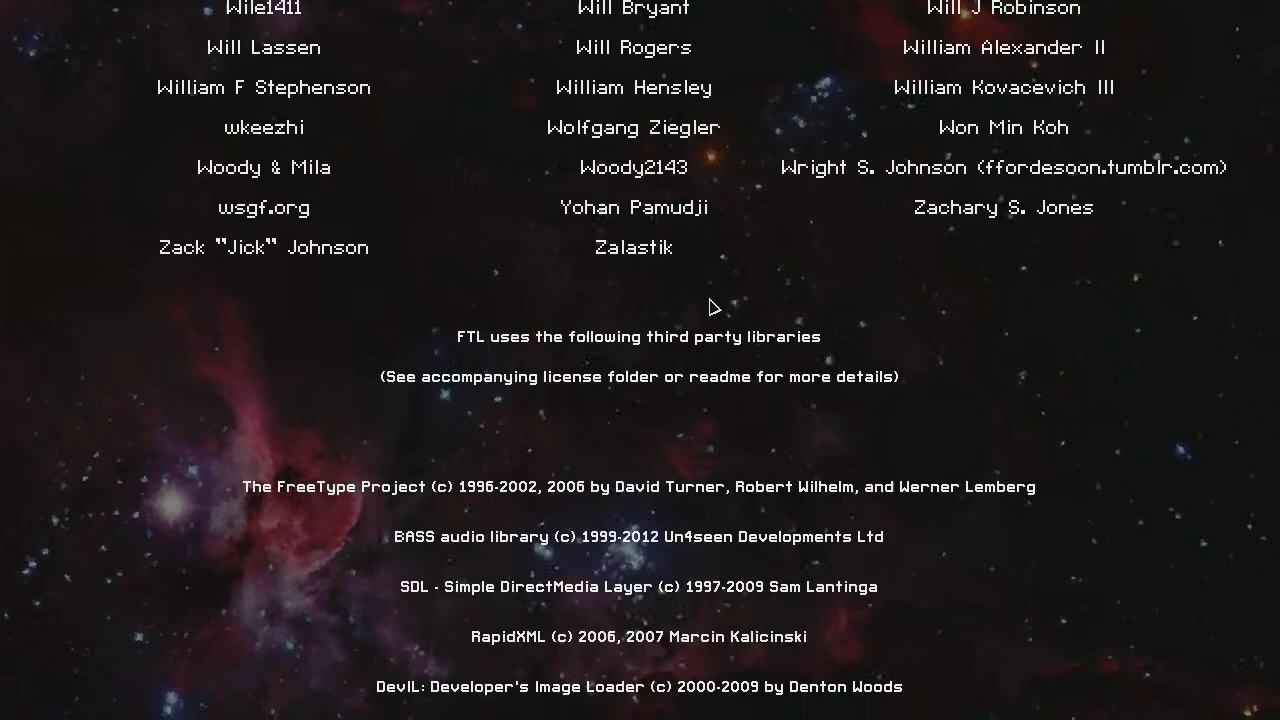 Wile1411 Will Bryant Will J Robinson
Will Lassen Will Rogers William Alexander II
William F Stephenson William Hensley William Kovacevich III
wkeezhi Wolfgang Ziegler Won Min Koh
Woody & Mila Woody2143 Wright S. Johnson (ffordesoon.tumblr.com)
wsgf.org Yohan Pamudji Zachary S. Jones
Zack "Jick" Johnson Zalastik
FTL uses the following third party libraries
(See accompanying license folder or readme for more details)
The FreeType Project (c) 1996-2002, 2006 by David Turner, Robert Wilhelm, and Werner Lemberg
BASS audio library (c) 1999-2012 Un4seen Developments Ltd
SDL - Simple DirectMedia Layer (c) 1997-2009 Sam Lantinga
RapidXML (c) 2006, 2007 Marcin Kalicinski
DevIL: Developer's Image Loader (c) 2000-2009 by Denton Woods